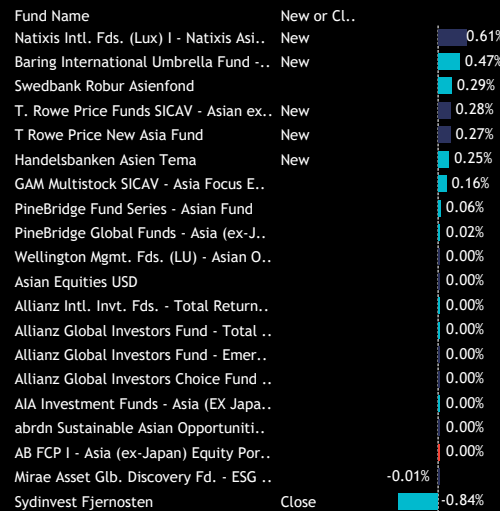 Fund Name New or Cl..
Natixis Intl. Fds. (Lux) I - Natixis Asi.. New 0.61%
Baring International Umbrella Fund -.. New 0.47%
Swedbank Robur Asienfond 0.29%
T. Rowe Price Funds SICAV - Asian ex.. New 0.28%
T Rowe Price New Asia Fund New 0.27%
Handelsbanken Asien Tema New 0.25%
GAM Multistock SICAV - Asia Focus E.. 0.16%
PineBridge Fund Series - Asian Fund 0.06%
PineBridge Global Funds - Asia (ex-J.. 0.02%
Wellington Mgmt. Fds. (LU) - Asian O.. 0.00%
Asian Equities USD 0.00%
Allianz Intl. Invt. Fds. - Total Return.. 0.00%
Allianz Global Investors Fund - Total .. 0.00%
Allianz Global Investors Fund - Emer.. 0.00%
Allianz Global Investors Choice Fund .. 0.00%
AIA Investment Funds - Asia (EX Japa.. 0.00%
abrdn Sustainable Asian Opportuniti.. 0.00%
AB FCP I - Asia (ex-Japan) Equity Por.. 0.00%
Mirae Asset Glb. Discovery Fd. - ESG .. -0.01%
Sydinvest Fjernosten Close -0.84%